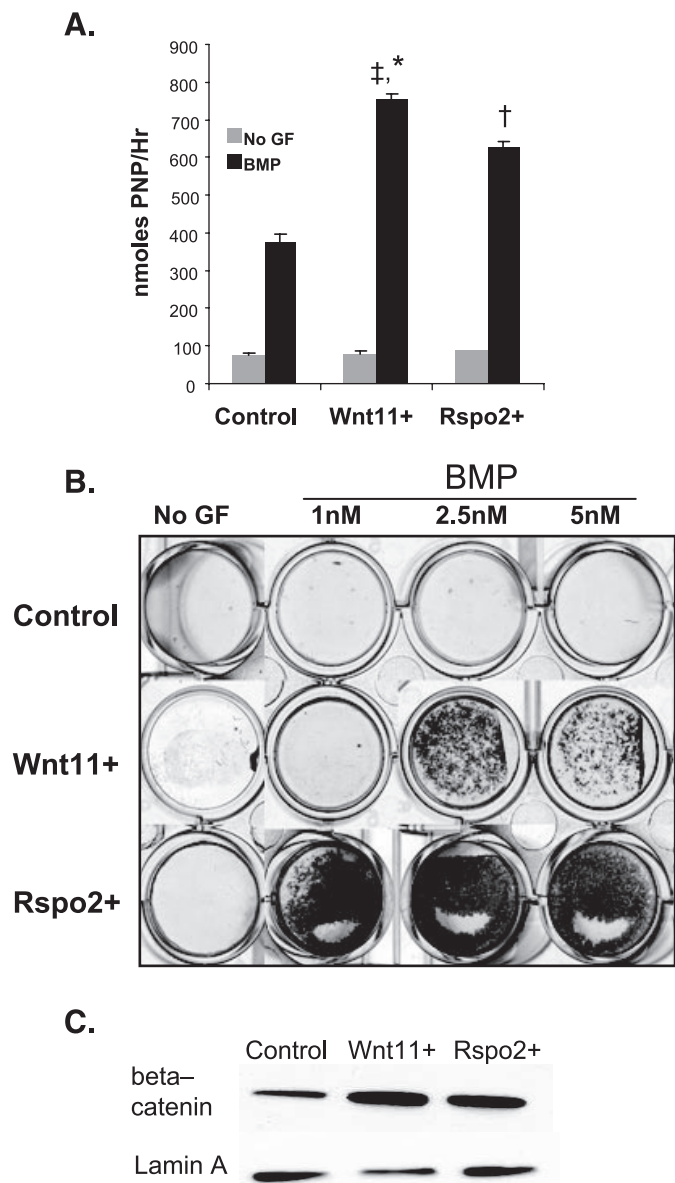 A.
900
800
700
600
500
400
300
200
100
0
nmoles PNP/Hr
No GF
BMP
‡,*
†
Control Wnt11+ Rspo2+
B.
BMP
No GF 1nM 2.5nM 5nM
Control
Wnt11+
Rspo2+
C.
Control Wnt11+ Rspo2+
beta–
catenin
Lamin A